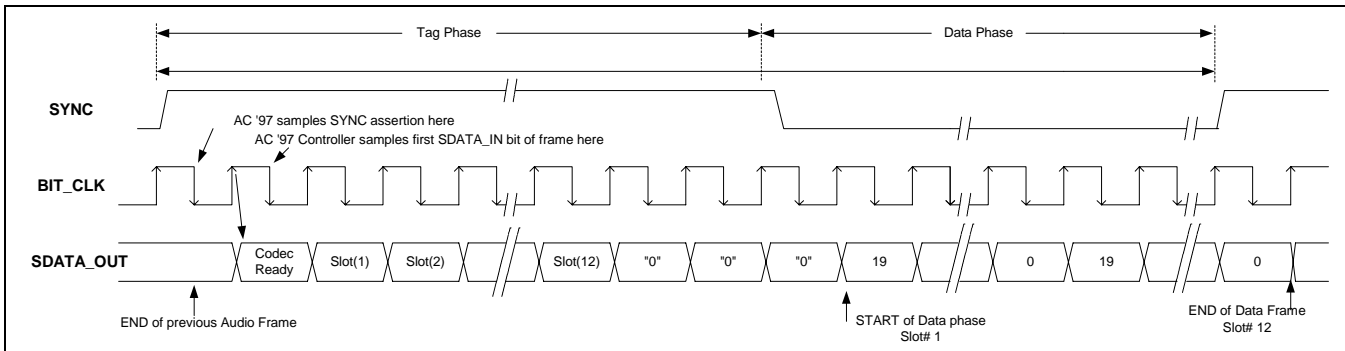 Tag Phase
Data Phase
SYNC
AC '97 samples SYNC assertion here
AC '97 Controller samples first SDATA_IN bit of frame here
BIT_CLK
SDATA_OUT
Codec
Ready
Slot(1)
Slot(2)
Slot(12)
"0"
"0"
"0"
19
0
19
0
END of previous Audio Frame
START of Data phase
Slot# 1
END of Data Frame
Slot# 12